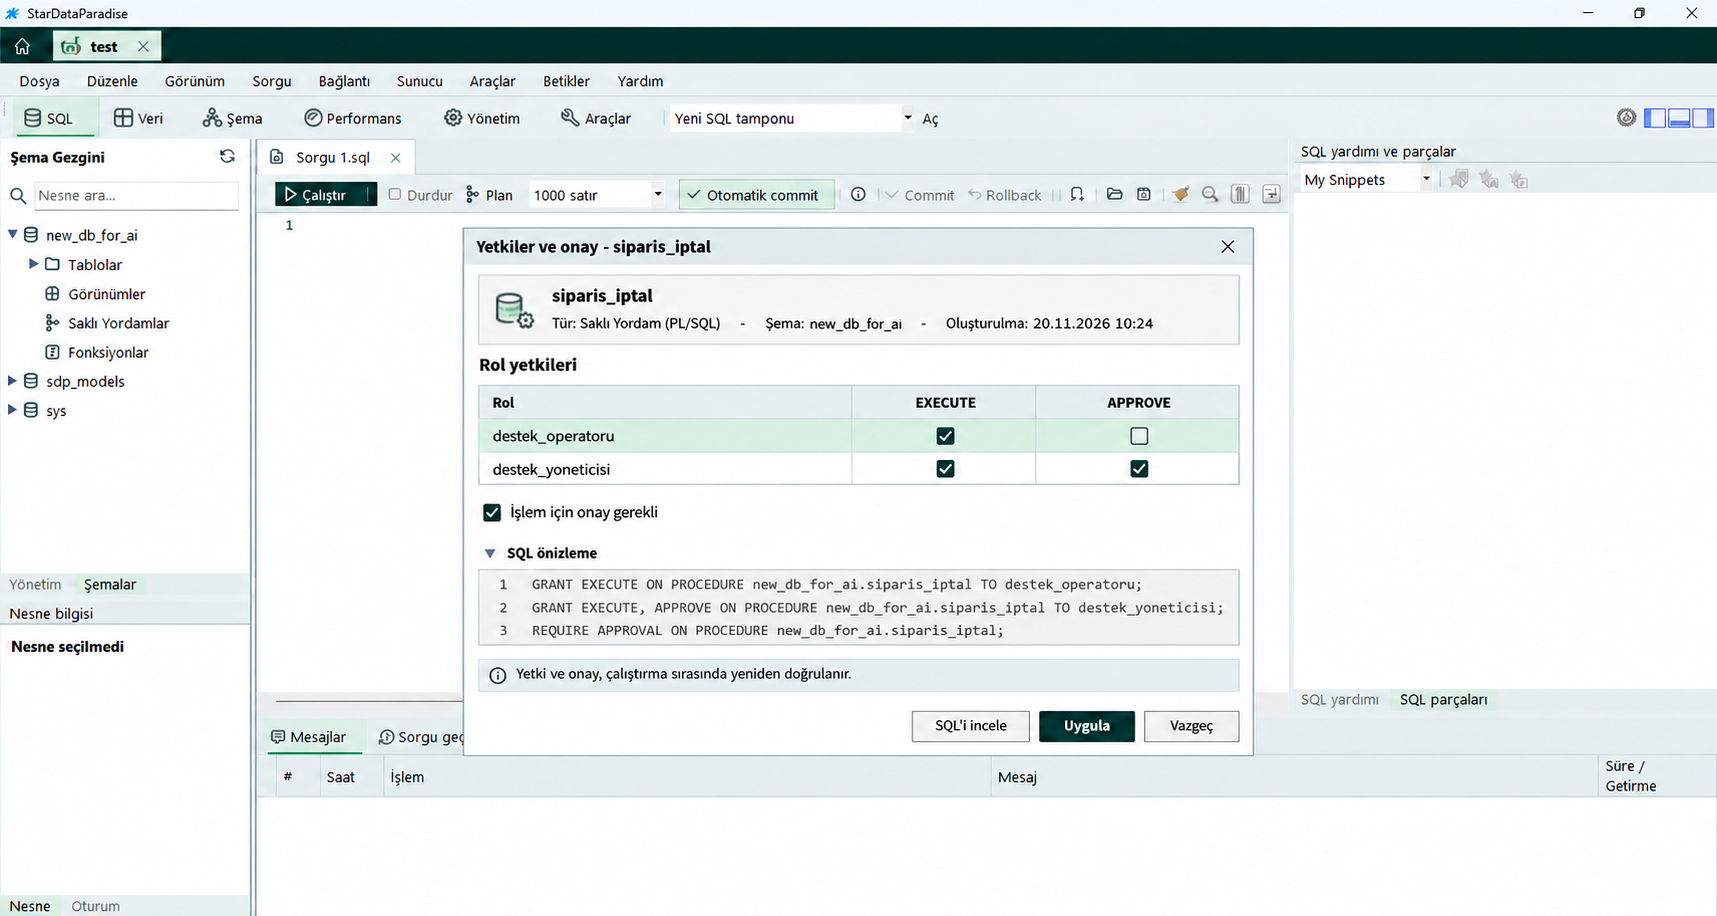 StarDataParadise
test
Dosya Düzenle Görünüm Sorgu Bağlantı Sunucu Araçlar Betikler Yardım
SQL Veri Şema Performans Yönetim Araçlar Yeni SQL tamponu Aç
Şema Gezgini
Nesne ara...
new_db_for_ai
Tablolar
Görünümler
Saklı Yordamlar
Fonksiyonlar
sdp_models
sys
Yönetim Şemalar
Nesne bilgisi
Nesne seçilmedi
Nesne Oturum
Sorgu 1.sql
Çalıştır Durdur Plan 1000 satır Otomatik commit Commit Rollback
1
Yetkiler ve onay - siparis_iptal
siparis_iptal
Tür: Saklı Yordam (PL/SQL) - Şema: new_db_for_ai - Oluşturulma: 20.11.2026 10:24
Rol yetkileri
Rol EXECUTE APPROVE
destek_operatoru
destek_yoneticisi
İşlem için onay gerekli
SQL önizleme
1 GRANT EXECUTE ON PROCEDURE new_db_for_ai.siparis_iptal TO destek_operatoru;
2 GRANT EXECUTE, APPROVE ON PROCEDURE new_db_for_ai.siparis_iptal TO destek_yoneticisi;
3 REQUIRE APPROVAL ON PROCEDURE new_db_for_ai.siparis_iptal;
Yetki ve onay, çalıştırma sırasında yeniden doğrulanır.
SQL'i incele Uygula Vazgeç
Mesajlar Sorgu geç
# Saat İşlem Mesaj Süre /
Getirme
SQL yardımı ve parçalar
My Snippets
SQL yardımı SQL parçaları